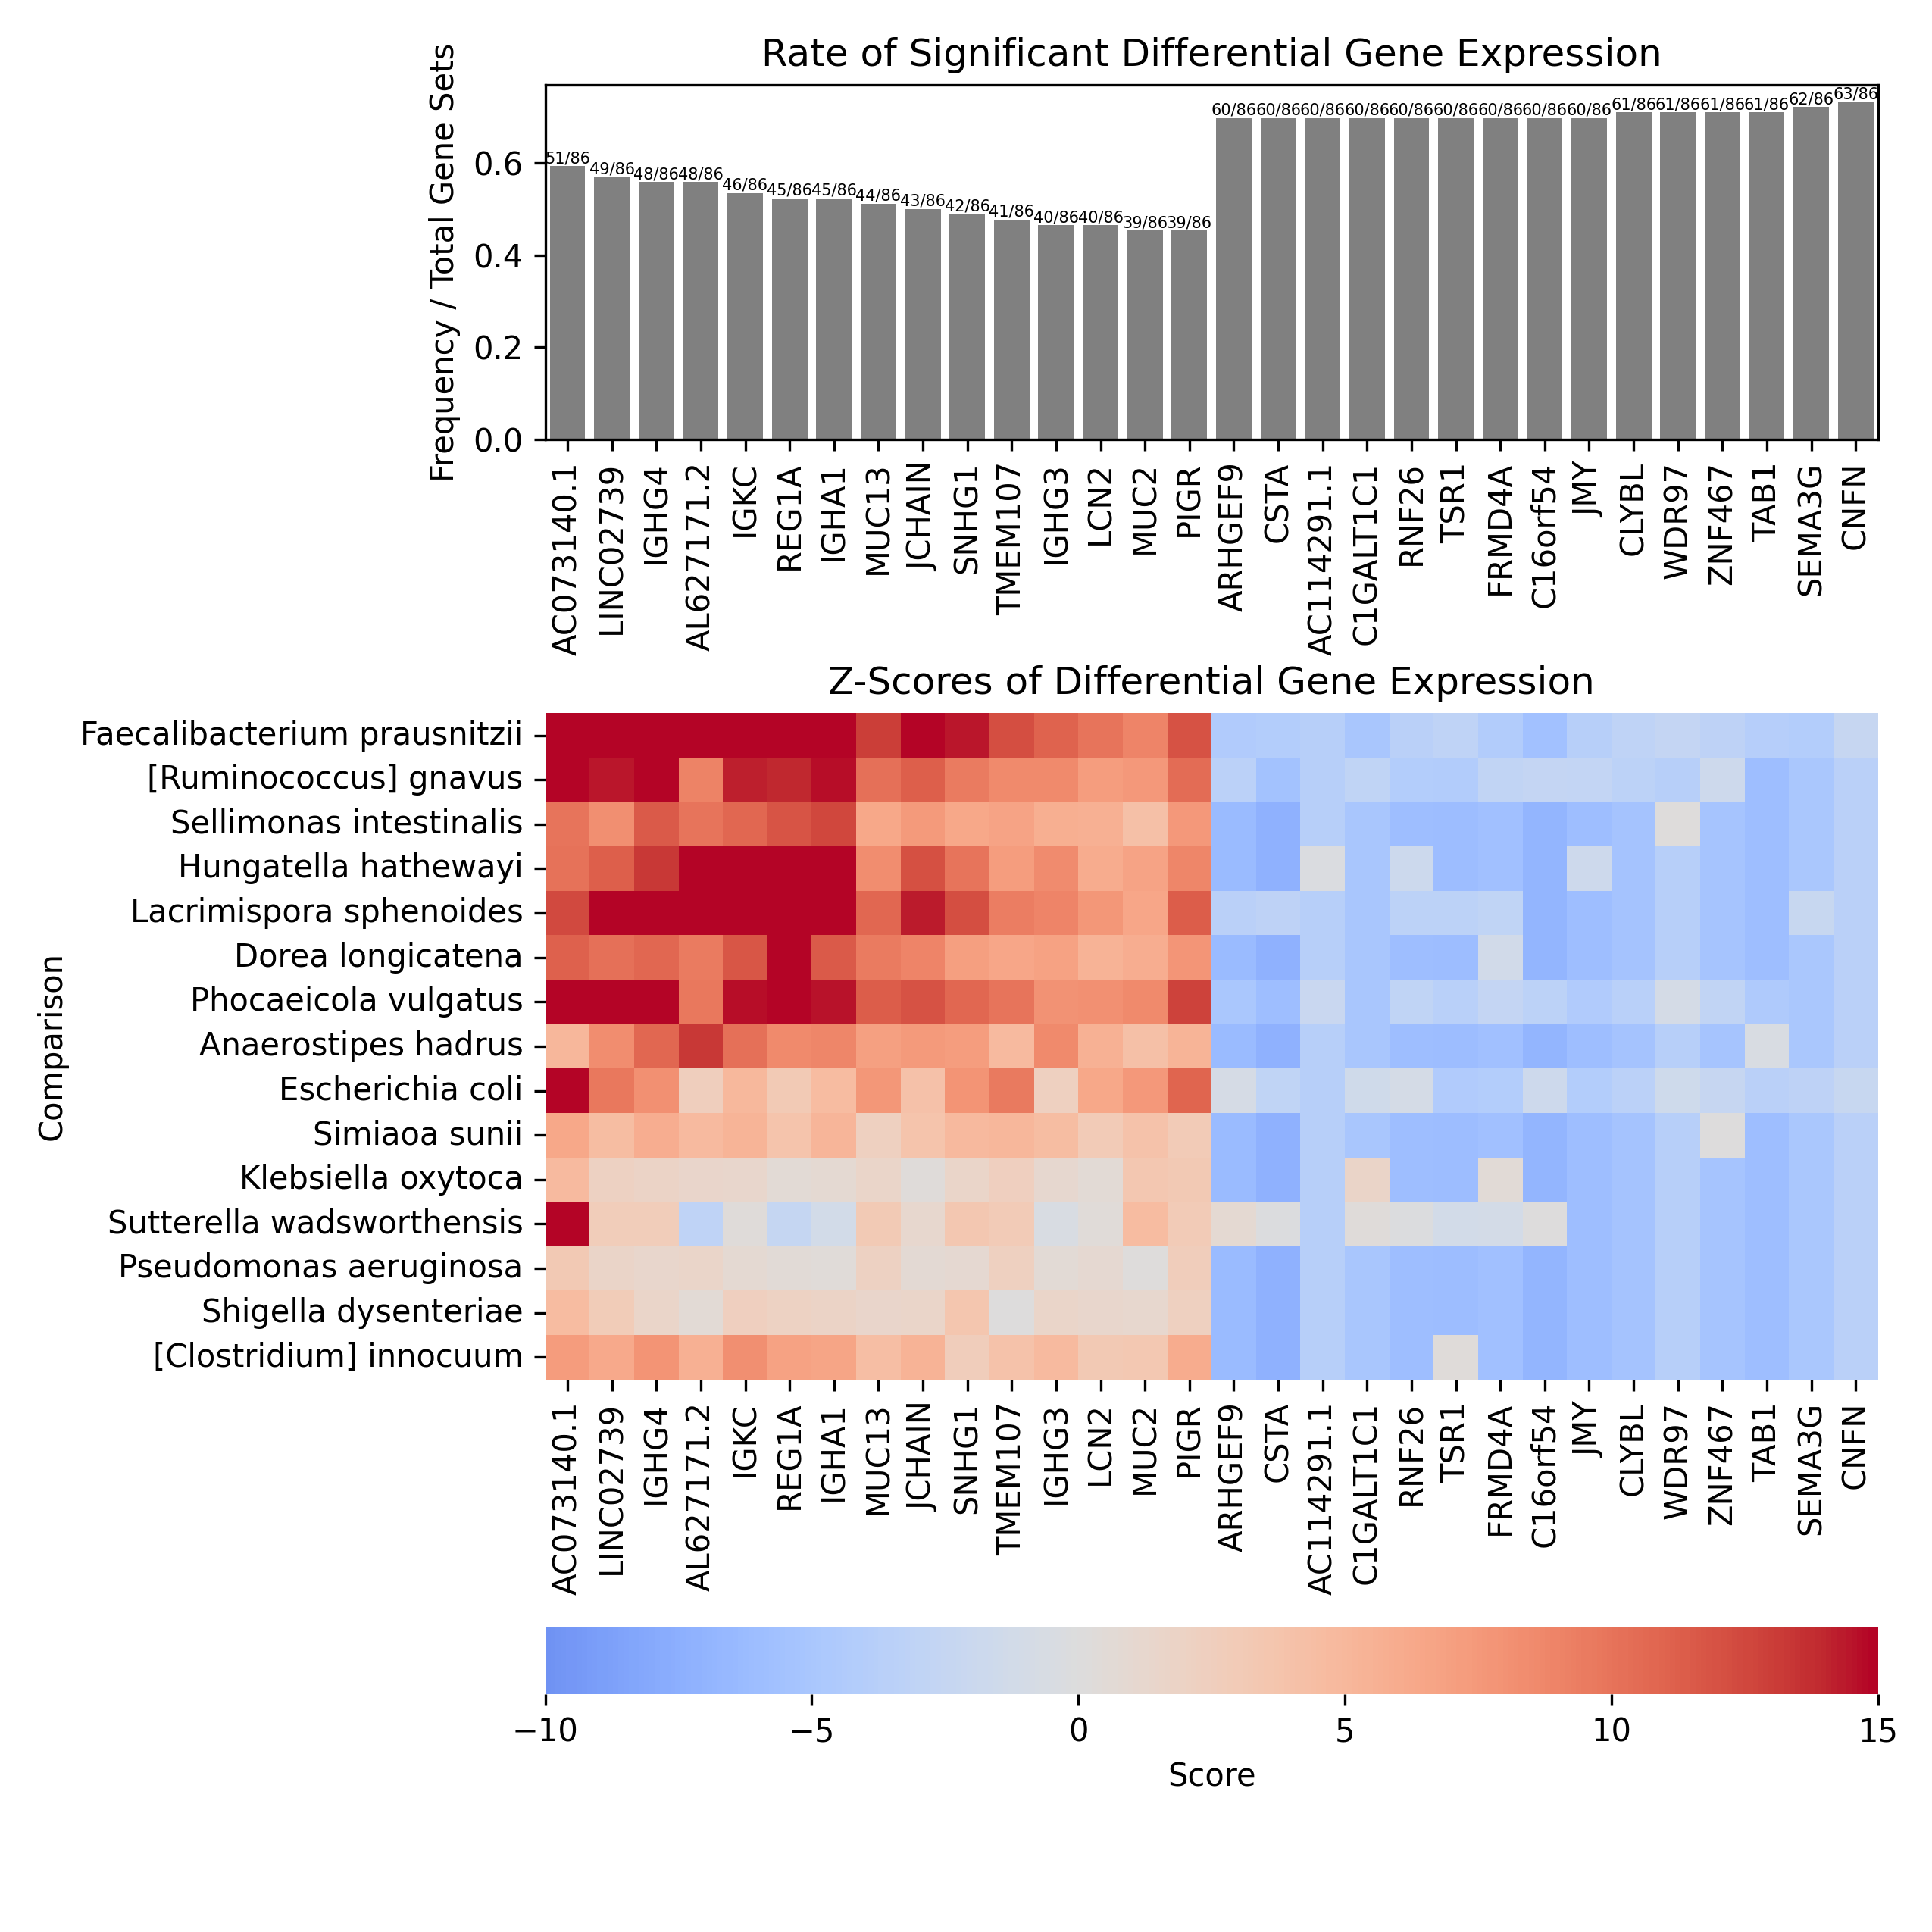 Rate of Significant Differential Gene Expression
Frequency / Total Gene Sets
0.6
0.4
0.2
0.0
51/86 49/86 48/86 48/86 46/86 45/86 45/86 44/86 43/86 42/86 41/86 40/86 40/86 39/86 39/86 60/86 60/86 60/86 60/86 60/86 60/86 60/86 60/86 60/86 61/86 61/86 61/86 61/86 62/86 63/86
AC073140.1 LINC02739 IGHG4 AL627171.2 IGKC REG1A IGHA1 MUC13 JCHAIN SNHG1 TMEM107 IGHG3 LCN2 MUC2 PIGR ARHGEF9 CSTA AC114291.1 C1GALT1C1 RNF26 TSR1 FRMD4A C16orf54 JMY CLYBL WDR97 ZNF467 TAB1 SEMA3G CNFN
Z-Scores of Differential Gene Expression
Comparison
Faecalibacterium prausnitzii
[Ruminococcus] gnavus
Sellimonas intestinalis
Hungatella hathewayi
Lacrimispora sphenoides
Dorea longicatena
Phocaeicola vulgatus
Anaerostipes hadrus
Escherichia coli
Simiaoa sunii
Klebsiella oxytoca
Sutterella wadsworthensis
Pseudomonas aeruginosa
Shigella dysenteriae
[Clostridium] innocuum
AC073140.1 LINC02739 IGHG4 AL627171.2 IGKC REG1A IGHA1 MUC13 JCHAIN SNHG1 TMEM107 IGHG3 LCN2 MUC2 PIGR ARHGEF9 CSTA AC114291.1 C1GALT1C1 RNF26 TSR1 FRMD4A C16orf54 JMY CLYBL WDR97 ZNF467 TAB1 SEMA3G CNFN
−10 −5 0 5 10 15
Score